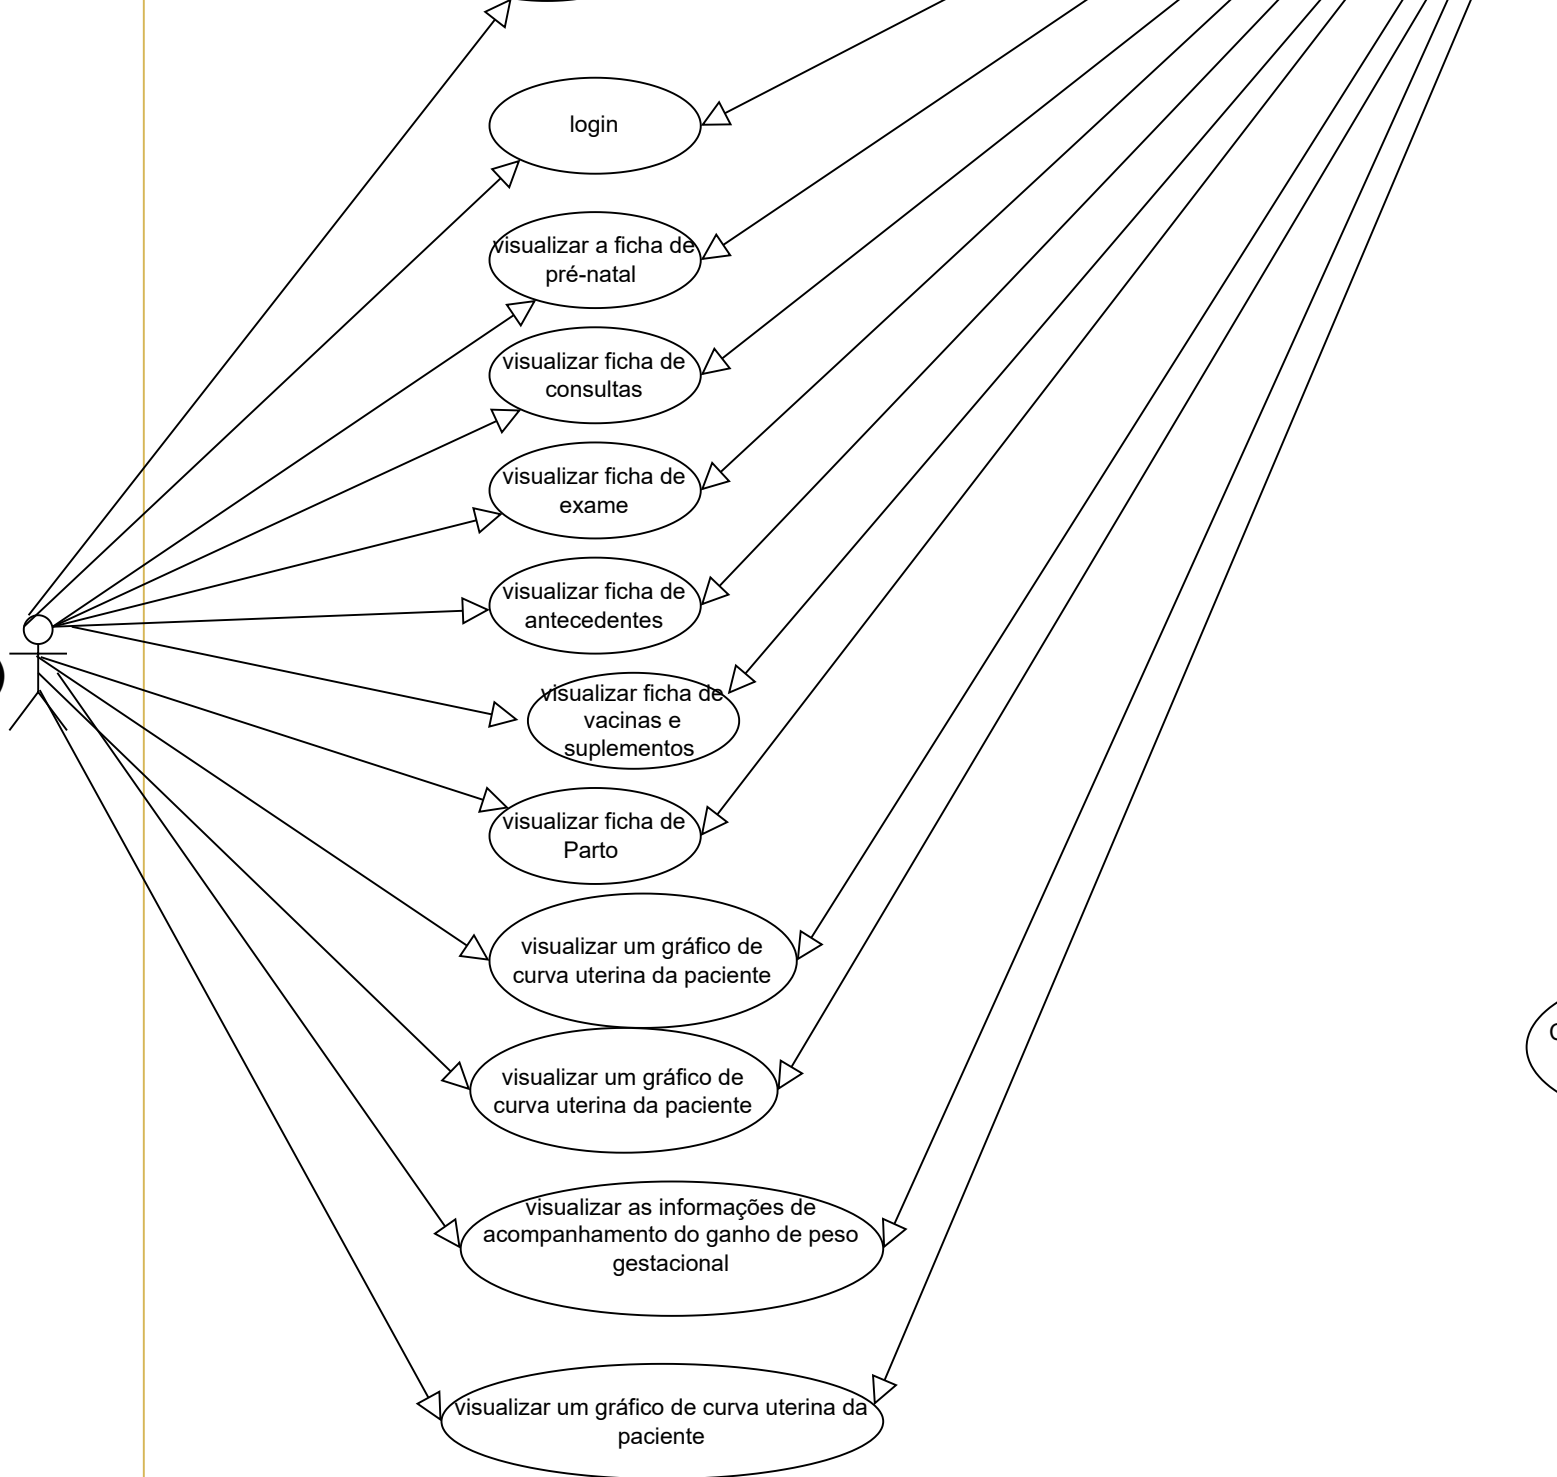 login
visualizar a ficha de
pré-natal
visualizar ficha de
consultas
visualizar ficha de
exame
visualizar ficha de
antecedentes
visualizar ficha de
vacinas e
suplementos
visualizar ficha de
Parto
visualizar um gráfico de
curva uterina da paciente
visualizar um gráfico de
curva uterina da paciente
visualizar as informações de
acompanhamento do ganho de peso
gestacional
visualizar um gráfico de curva uterina da
paciente